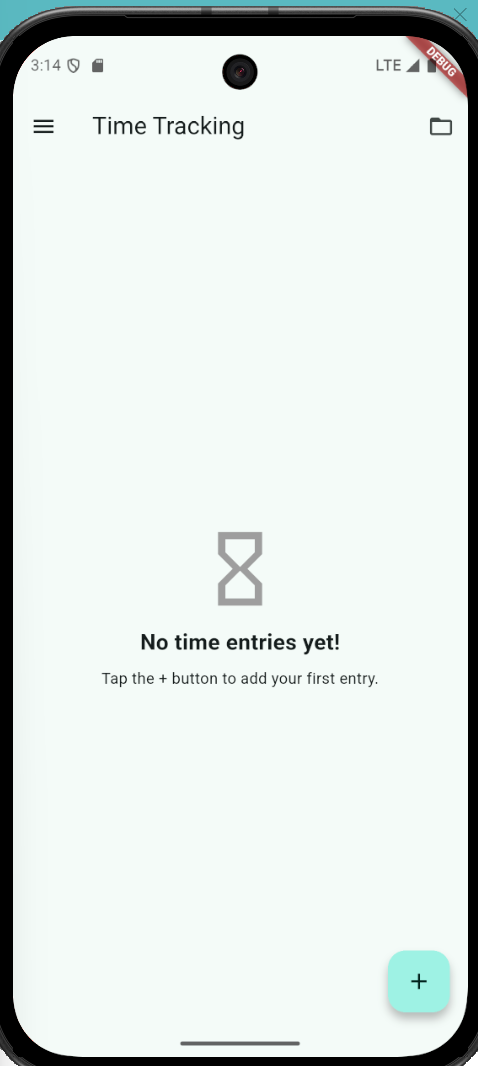 3:14 LTE
DEBUG
Time Tracking
No time entries yet!
Tap the + button to add your first entry.
+